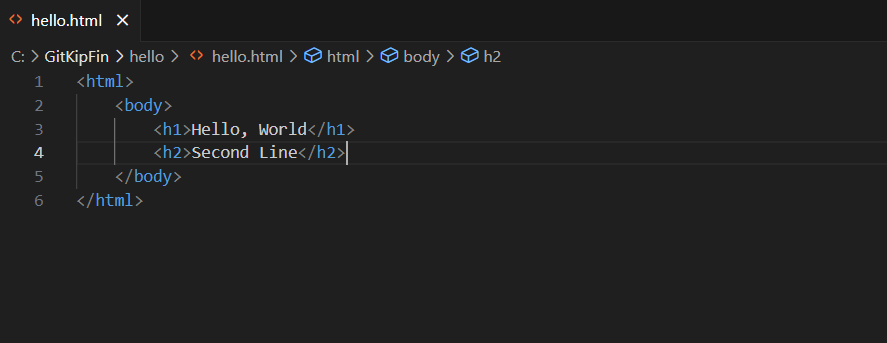 hello.html
C: > GitKipFin > hello > hello.html > html > body > h2
1 <html>
2 <body>
3 <h1>Hello, World</h1>
4 <h2>Second Line</h2>
5 </body>
6 </html>